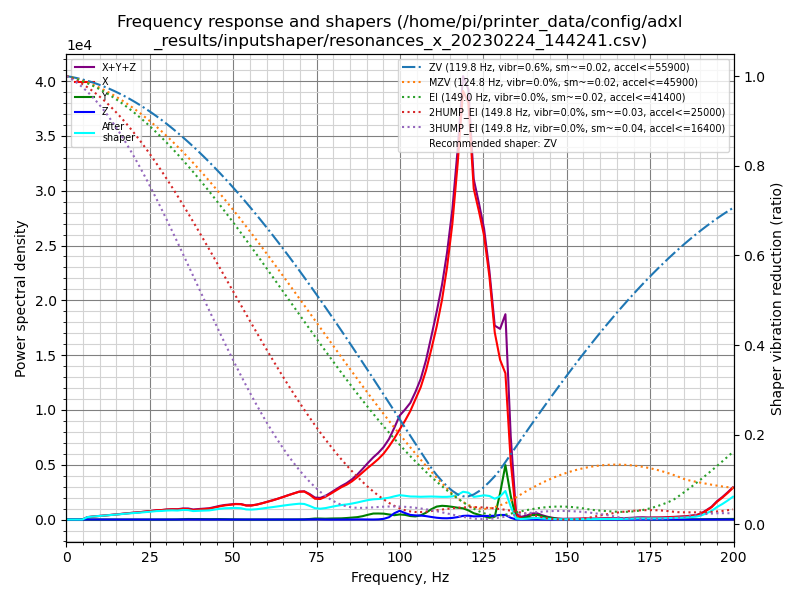 Frequency response and shapers (/home/pi/printer_data/config/adxl
_results/inputshaper/resonances_x_20230224_144241.csv)
1e4
X+Y+Z
X
Y
Z
After
shaper
ZV (119.8 Hz, vibr=0.6%, sm~=0.02, accel<=55900)
MZV (124.8 Hz, vibr=0.0%, sm~=0.02, accel<=45900)
EI (149.0 Hz, vibr=0.0%, sm~=0.02, accel<=41400)
2HUMP_EI (149.8 Hz, vibr=0.0%, sm~=0.03, accel<=25000)
3HUMP_EI (149.8 Hz, vibr=0.0%, sm~=0.04, accel<=16400)
Recommended shaper: ZV
4.0
3.5
3.0
2.5
2.0
1.5
1.0
0.5
0.0
Power spectral density
1.0
0.8
0.6
0.4
0.2
0.0
Shaper vibration reduction (ratio)
0 25 50 75 100 125 150 175 200
Frequency, Hz